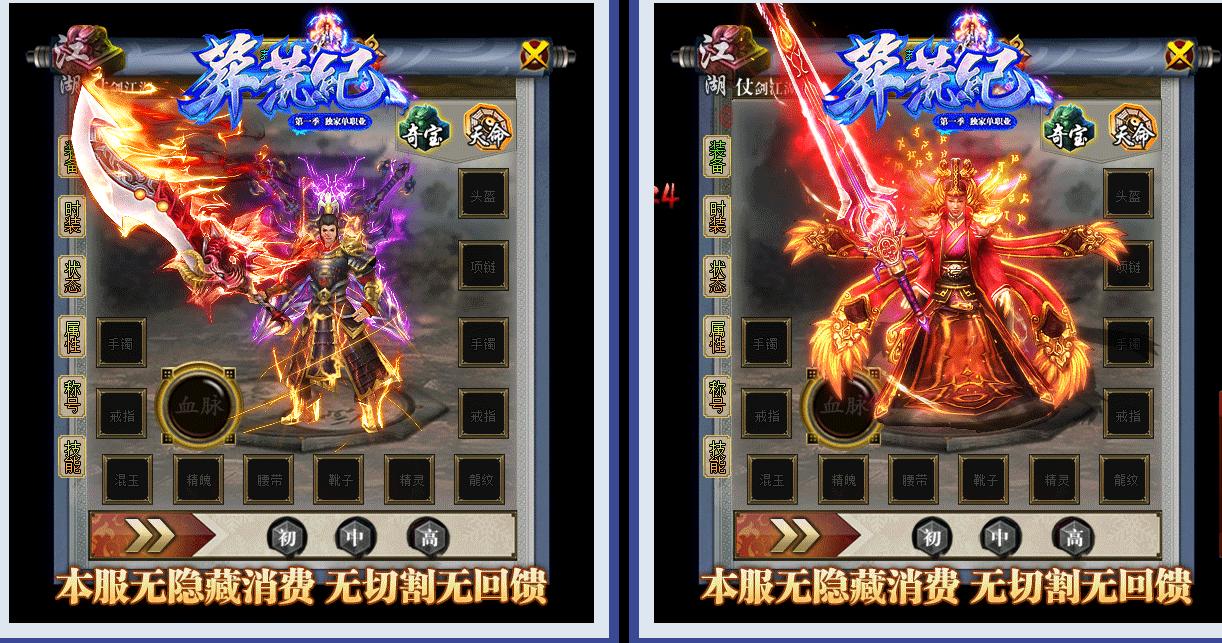 江湖
葬荒纪
第一季 独家单职业
仗剑江湖
奇宝
天命
装备
时装
状态
属性
称号
技能
头盔
项链
手镯
手镯
戒指
血脉
戒指
混玉
精魄
腰带
靴子
精灵
龍纹
初
中
高
本服无隐藏消费 无切割无回馈
江湖
葬荒纪
第一季 独家单职业
仗剑江湖
奇宝
天命
:4
装备
时装
状态
属性
称号
技能
头盔
项链
手镯
手镯
戒指
血脉
戒指
混玉
精魄
腰带
靴子
精灵
龍纹
初
中
高
本服无隐藏消费 无切割无回馈